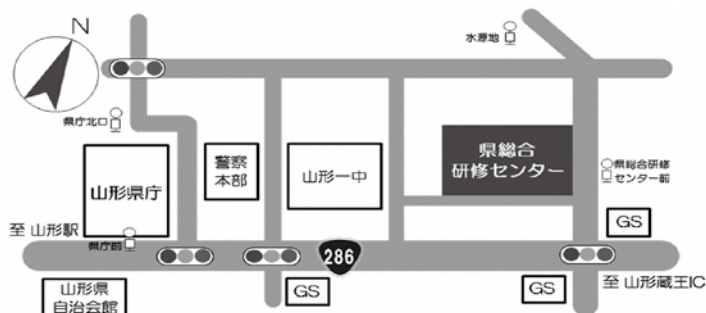 N
水源地
県庁北口
山形県庁
警察
本部
山形一中
県総合
研修センター
県総合研修
センター前
至 山形駅
県庁前
286
GS
GS
GS
至 山形蔵王IC
山形県
自治会館